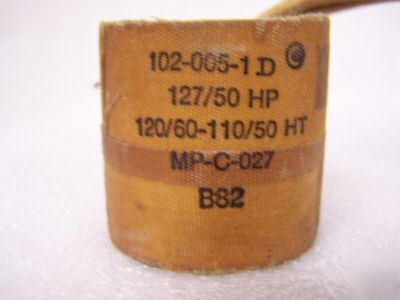 102-005-1.D
127/50 HP
120/60-110/50 HT
MP-C-027
B82